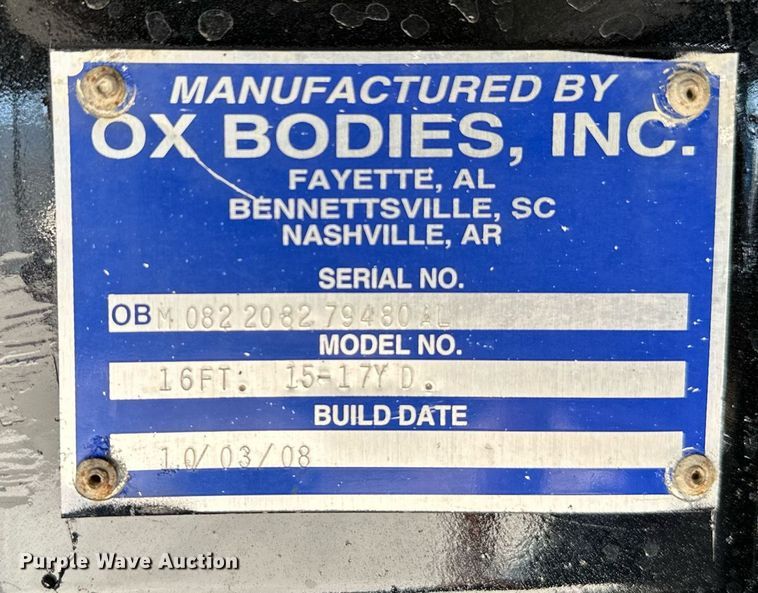 MANUFACTURED BY
OX BODIES, INC.
FAYETTE, AL
BENNETTSVILLE, SC
NASHVILLE, AR
SERIAL NO.
OB M 082 2082 79480 AL
MODEL NO.
16FT. 15-17YD.
BUILD DATE
10/03/08
Purple Wave Auction